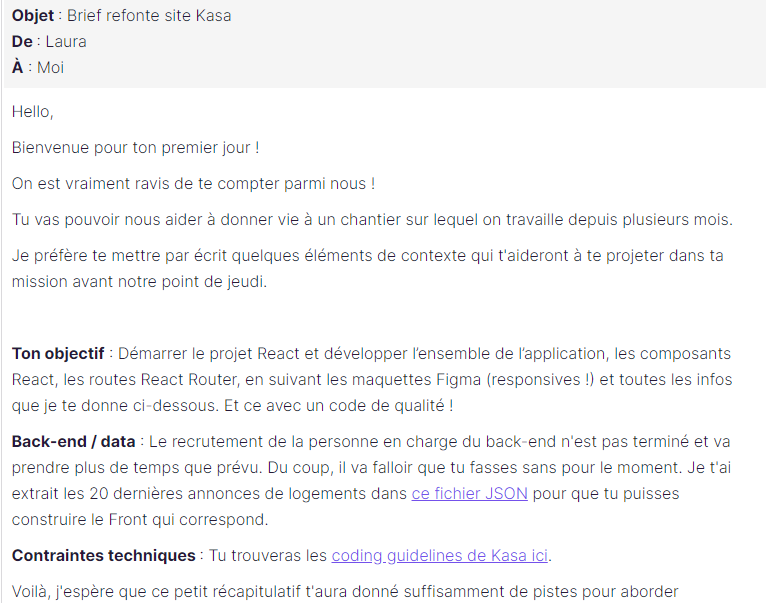 Objet : Brief refonte site Kasa
De : Laura
À : Moi
Hello,
Bienvenue pour ton premier jour !
On est vraiment ravis de te compter parmi nous !
Tu vas pouvoir nous aider à donner vie à un chantier sur lequel on travaille depuis plusieurs mois.
Je préfère te mettre par écrit quelques éléments de contexte qui t'aideront à te projeter dans ta
mission avant notre point de jeudi.
Ton objectif : Démarrer le projet React et développer l’ensemble de l’application, les composants
React, les routes React Router, en suivant les maquettes Figma (responsives !) et toutes les infos
que je te donne ci-dessous. Et ce avec un code de qualité !
Back-end / data : Le recrutement de la personne en charge du back-end n'est pas terminé et va
prendre plus de temps que prévu. Du coup, il va falloir que tu fasses sans pour le moment. Je t'ai
extrait les 20 dernières annonces de logements dans ce fichier JSON pour que tu puisses
construire le Front qui correspond.
Contraintes techniques : Tu trouveras les coding guidelines de Kasa ici.
Voilà, j'espère que ce petit récapitulatif t'aura donné suffisamment de pistes pour aborder